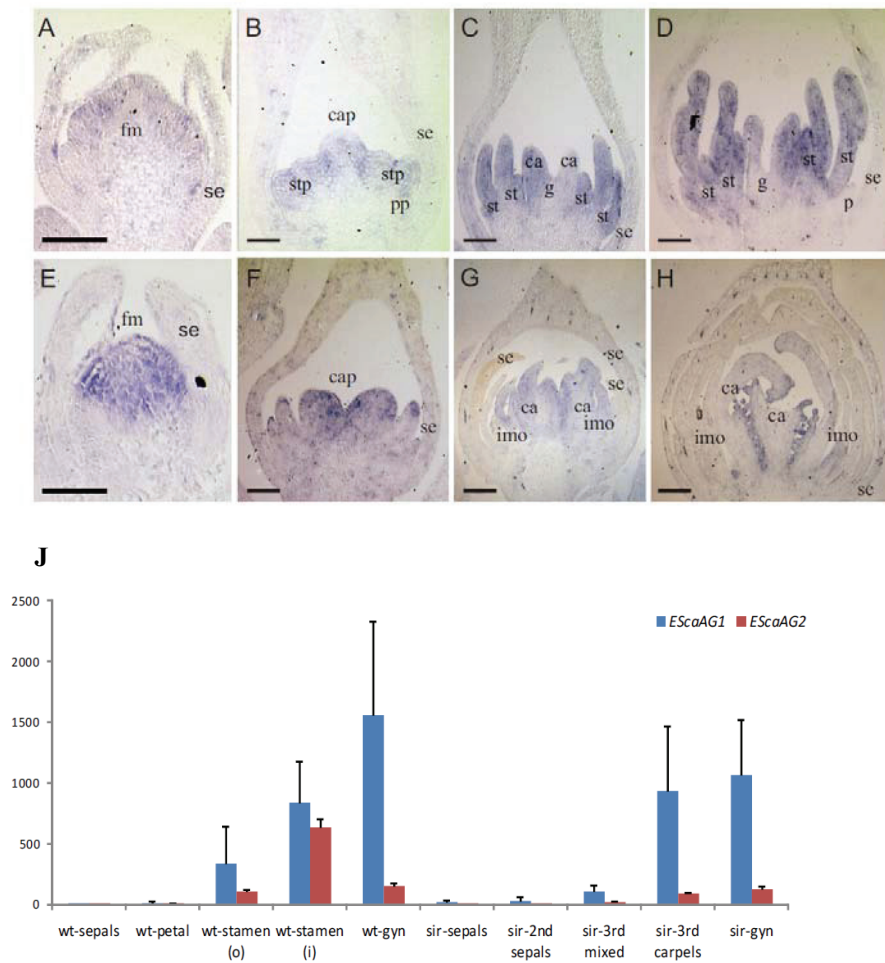 A
fm
se
B
cap
se
stp
stp
pp
C
ca
ca
st
st
g
st
st
se
D
st
st
st
st
g
se
p
E
fm
se
F
cap
se
G
se
se
se
ca
ca
imo
imo
H
ca
ca
imo
imo
se
J
2500
2000
1500
1000
500
0
EScaAG1
EScaAG2
wt-sepals
wt-petal
wt-stamen
(o)
wt-stamen
(i)
wt-gyn
sir-sepals
sir-2nd
sepals
sir-3rd
mixed
sir-3rd
carpels
sir-gyn